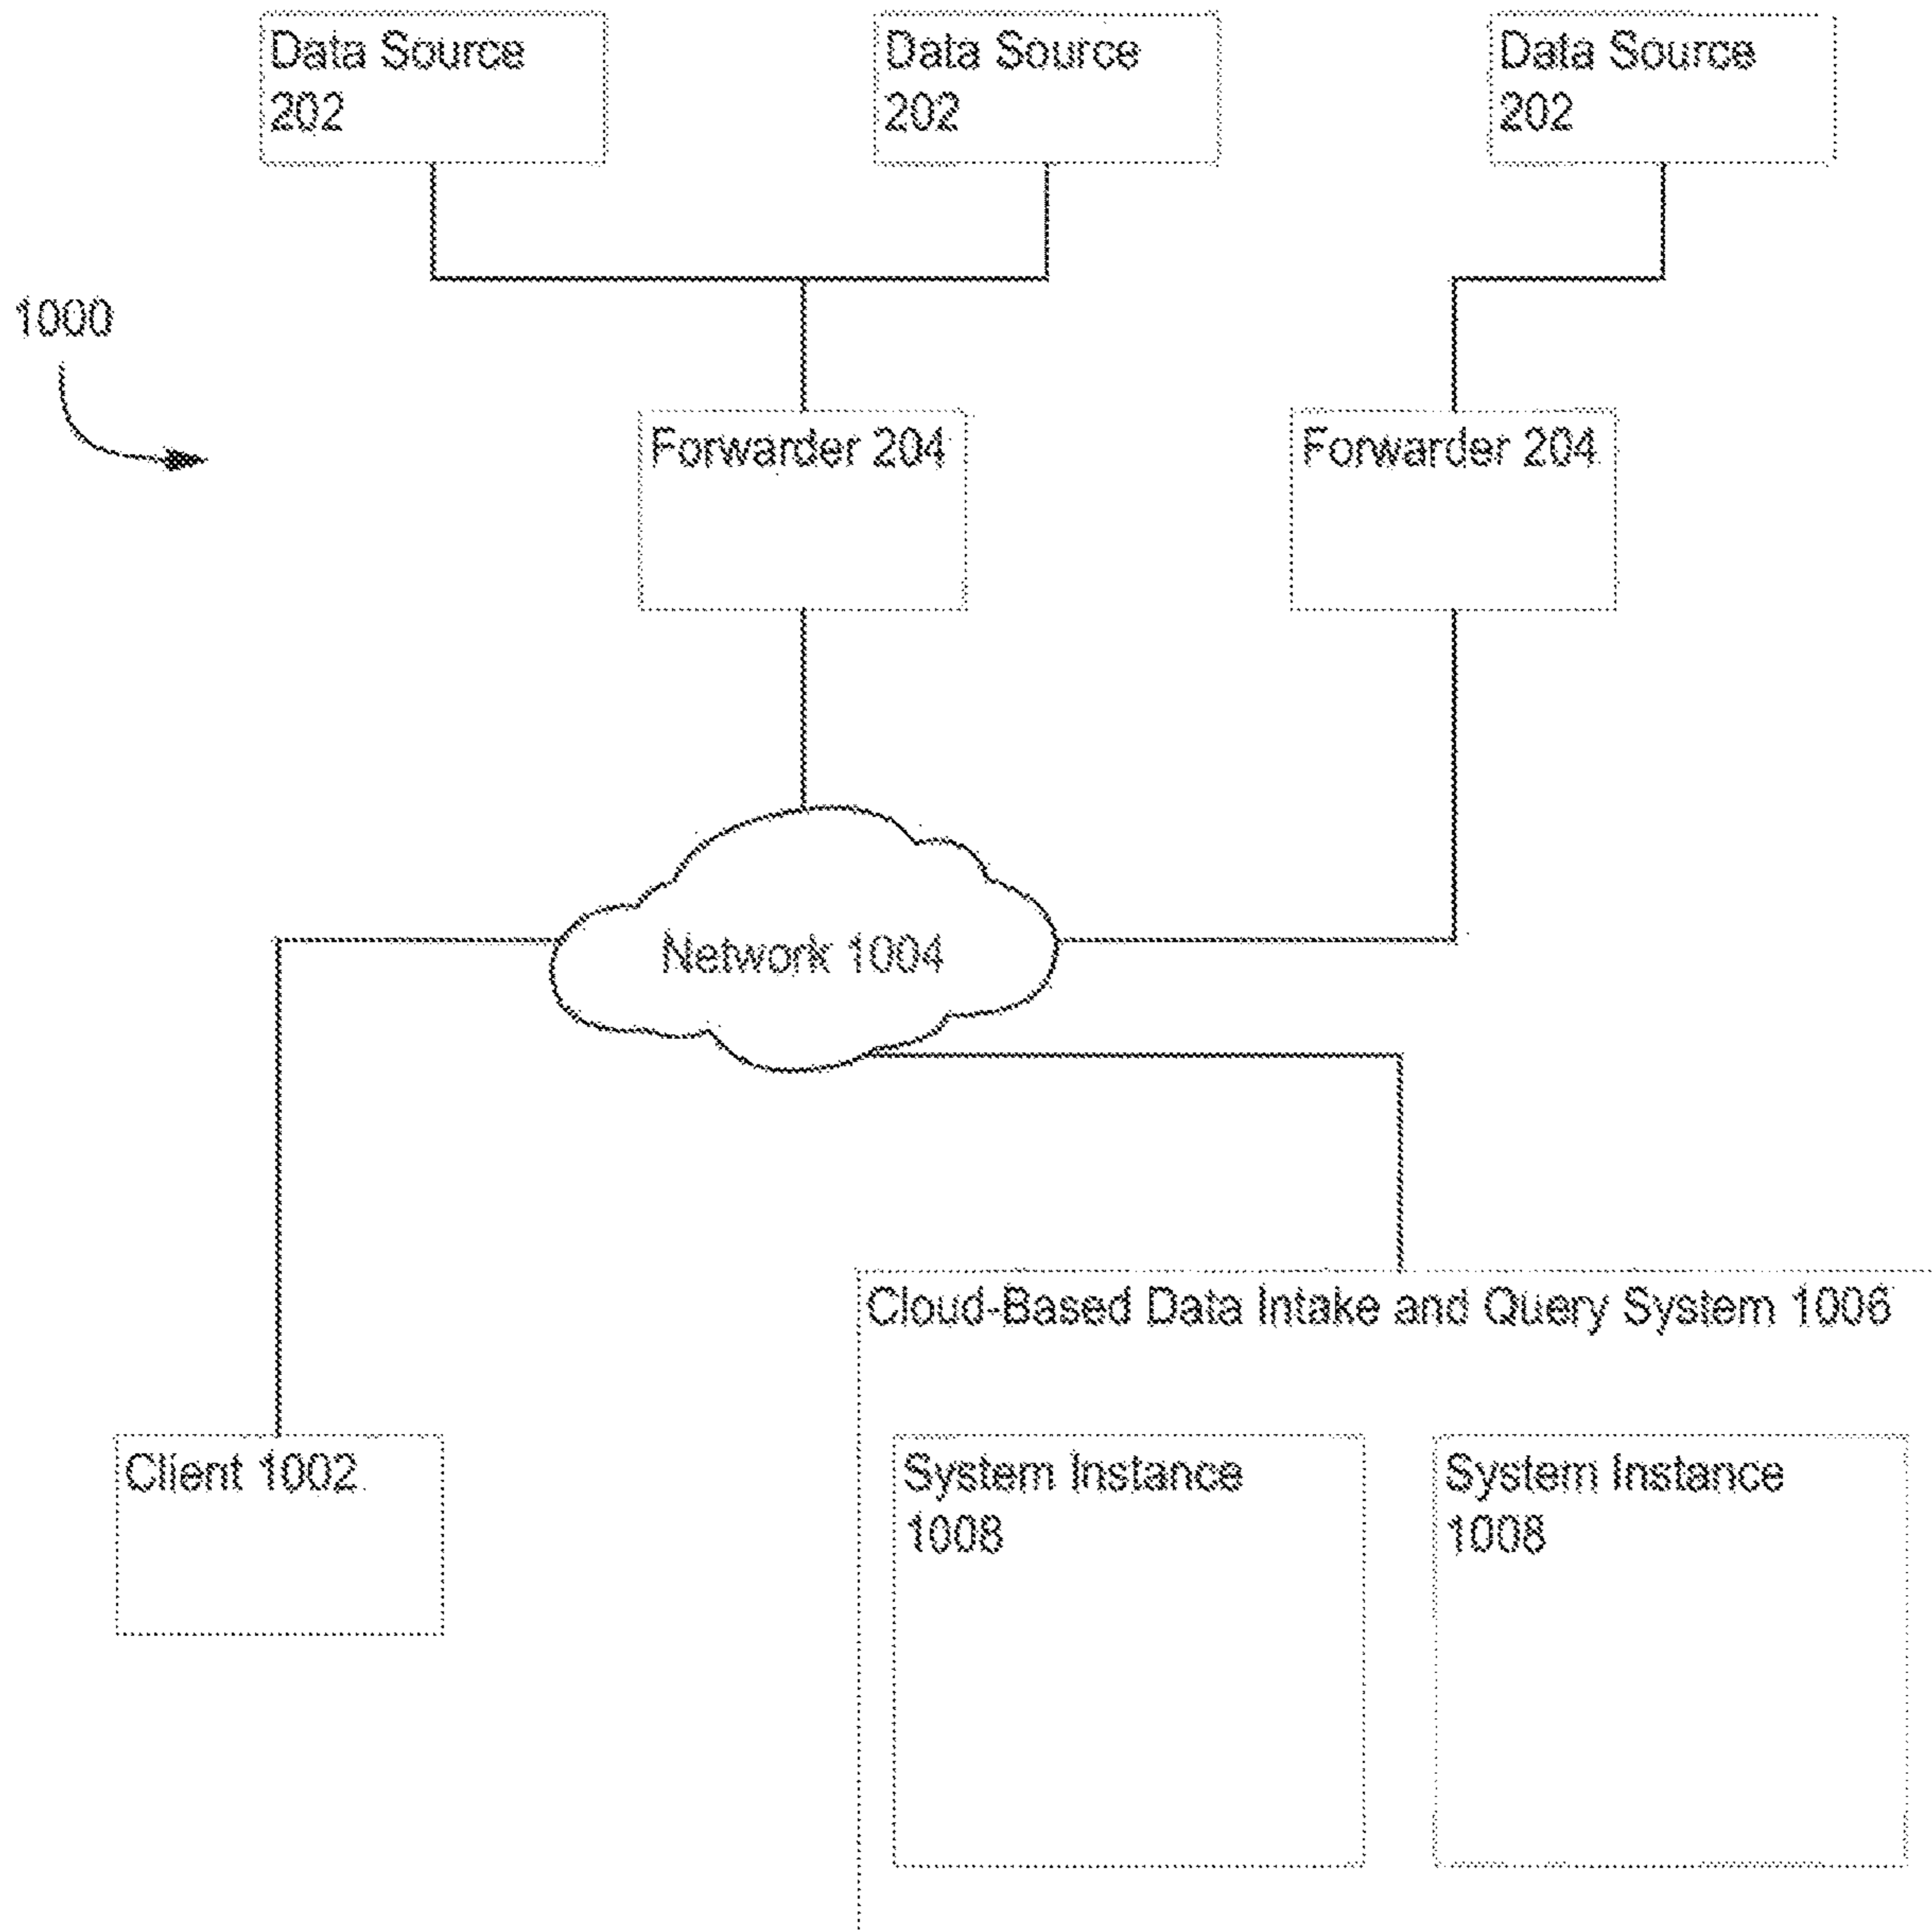 Data Source
202
Data Source
202
Data Source
202
1000
Forwarder 204
Forwarder 204
Network 1004
Cloud-Based Data Intake and Query System 1006
Client 1002
System Instance
1008
System Instance
1008